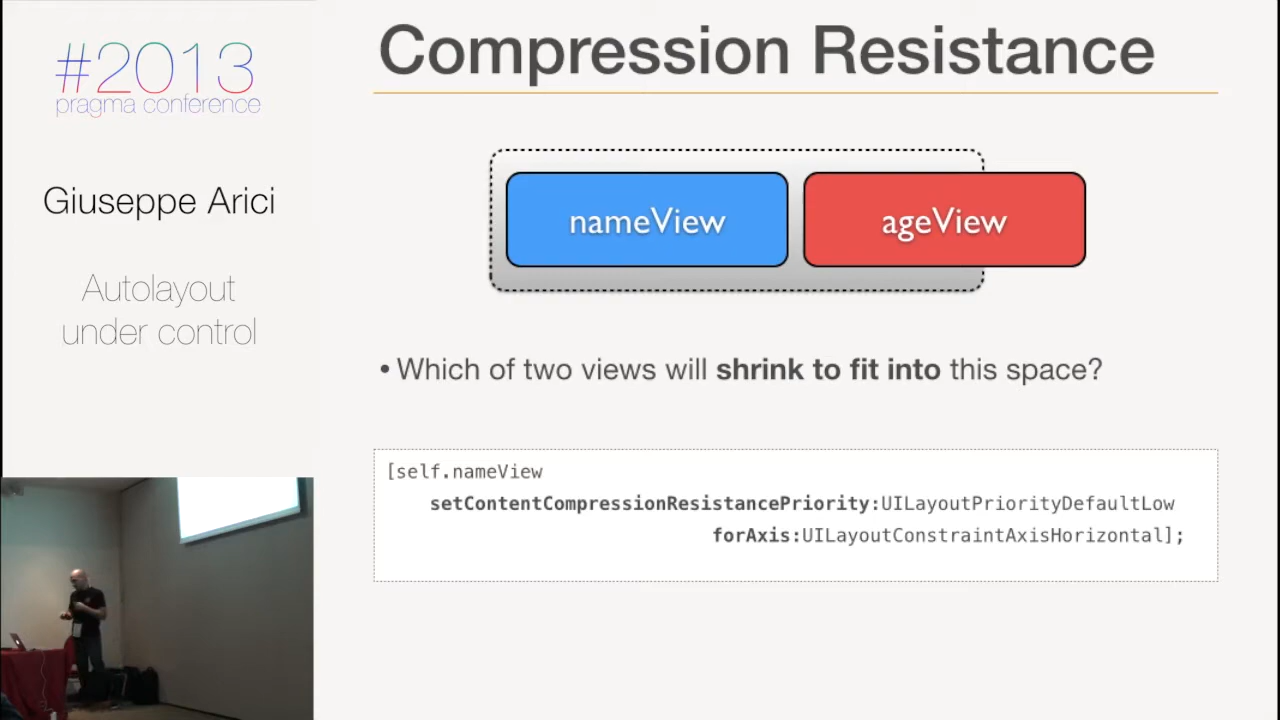 #2013
pragma conference
Giuseppe Arici
Autolayout
under control
Compression Resistance
nameView
ageView
• Which of two views will shrink to fit into this space?
[self.nameView
setContentCompressionResistancePriority:UILayoutPriorityDefaultLow
forAxis:UILayoutConstraintAxisHorizontal];